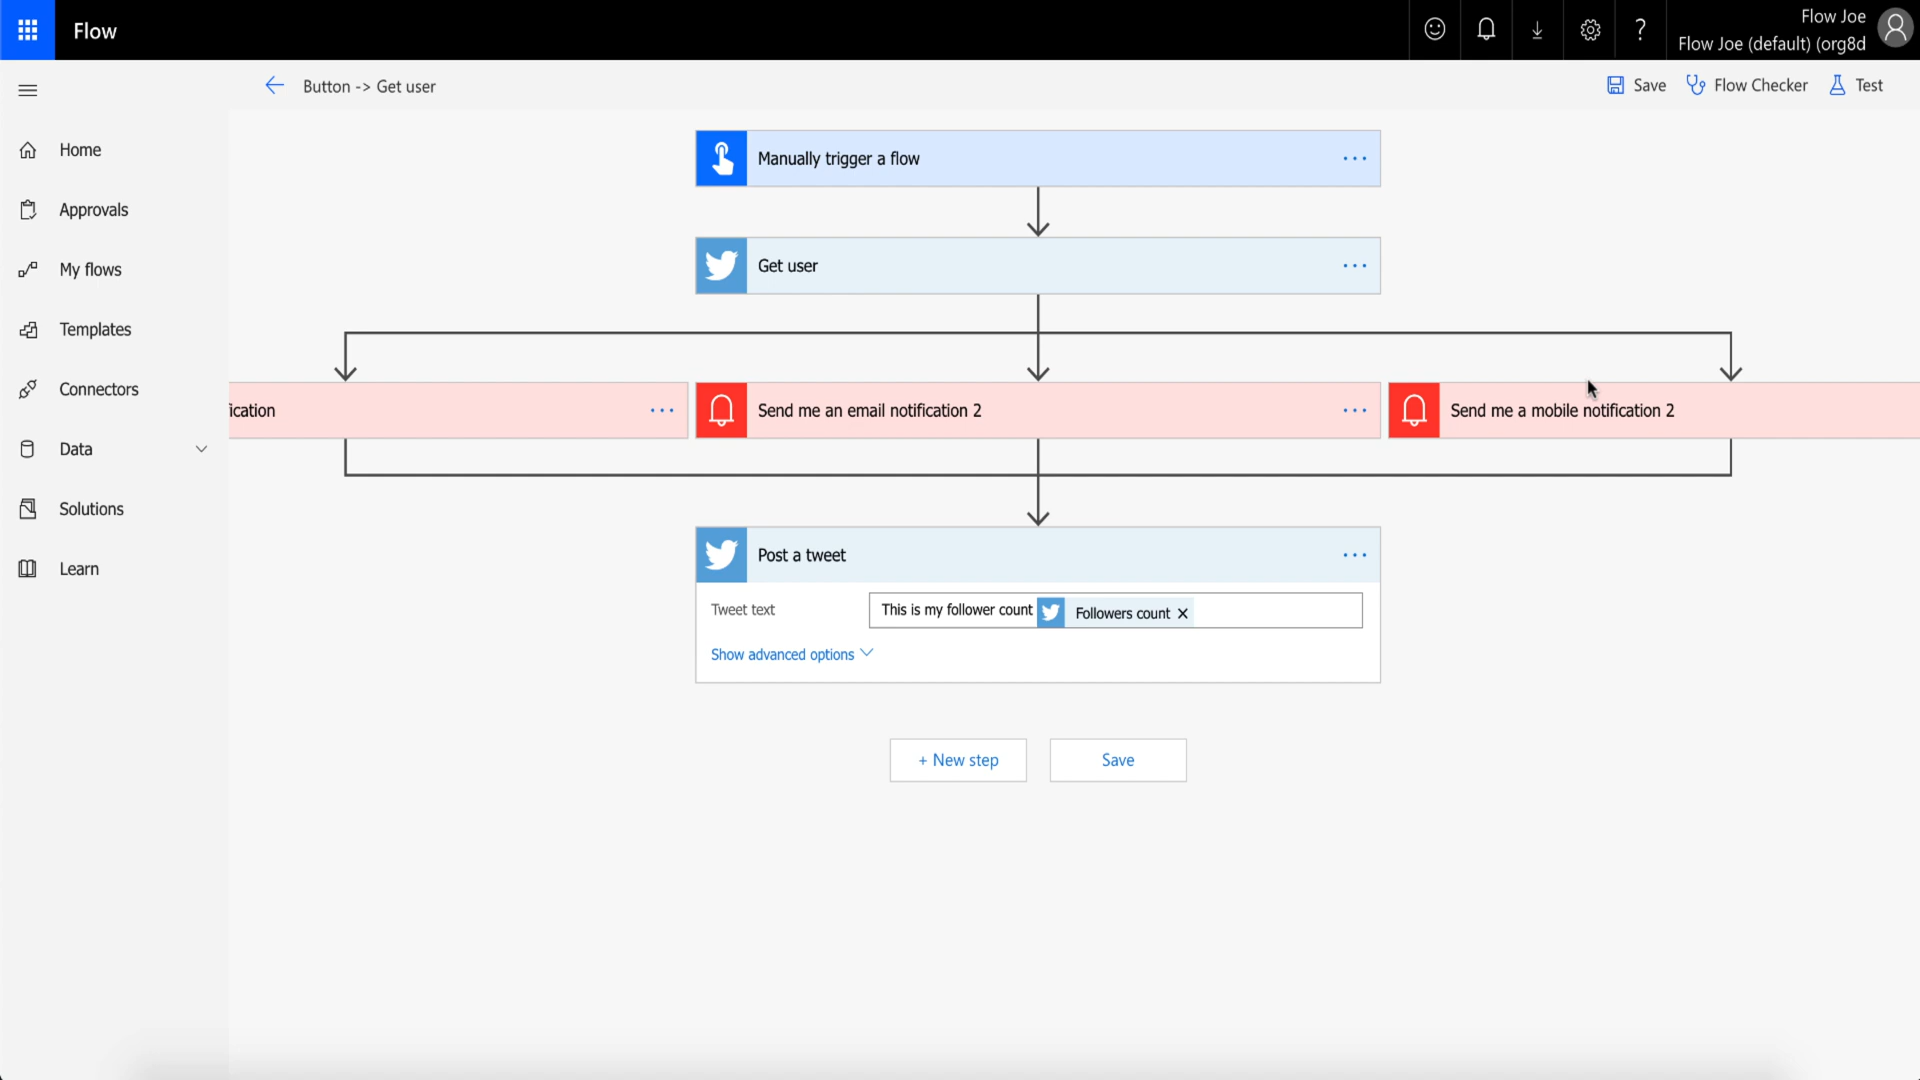 Flow
Flow Joe
Flow Joe (default) (org8d
Button -> Get user
Save
Flow Checker
Test
Home
Approvals
My flows
Templates
Connectors
Data
Solutions
Learn
Manually trigger a flow
Get user
ication
Send me an email notification 2
Send me a mobile notification 2
Post a tweet
Tweet text
This is my follower count Followers count ×
Show advanced options
+ New step
Save